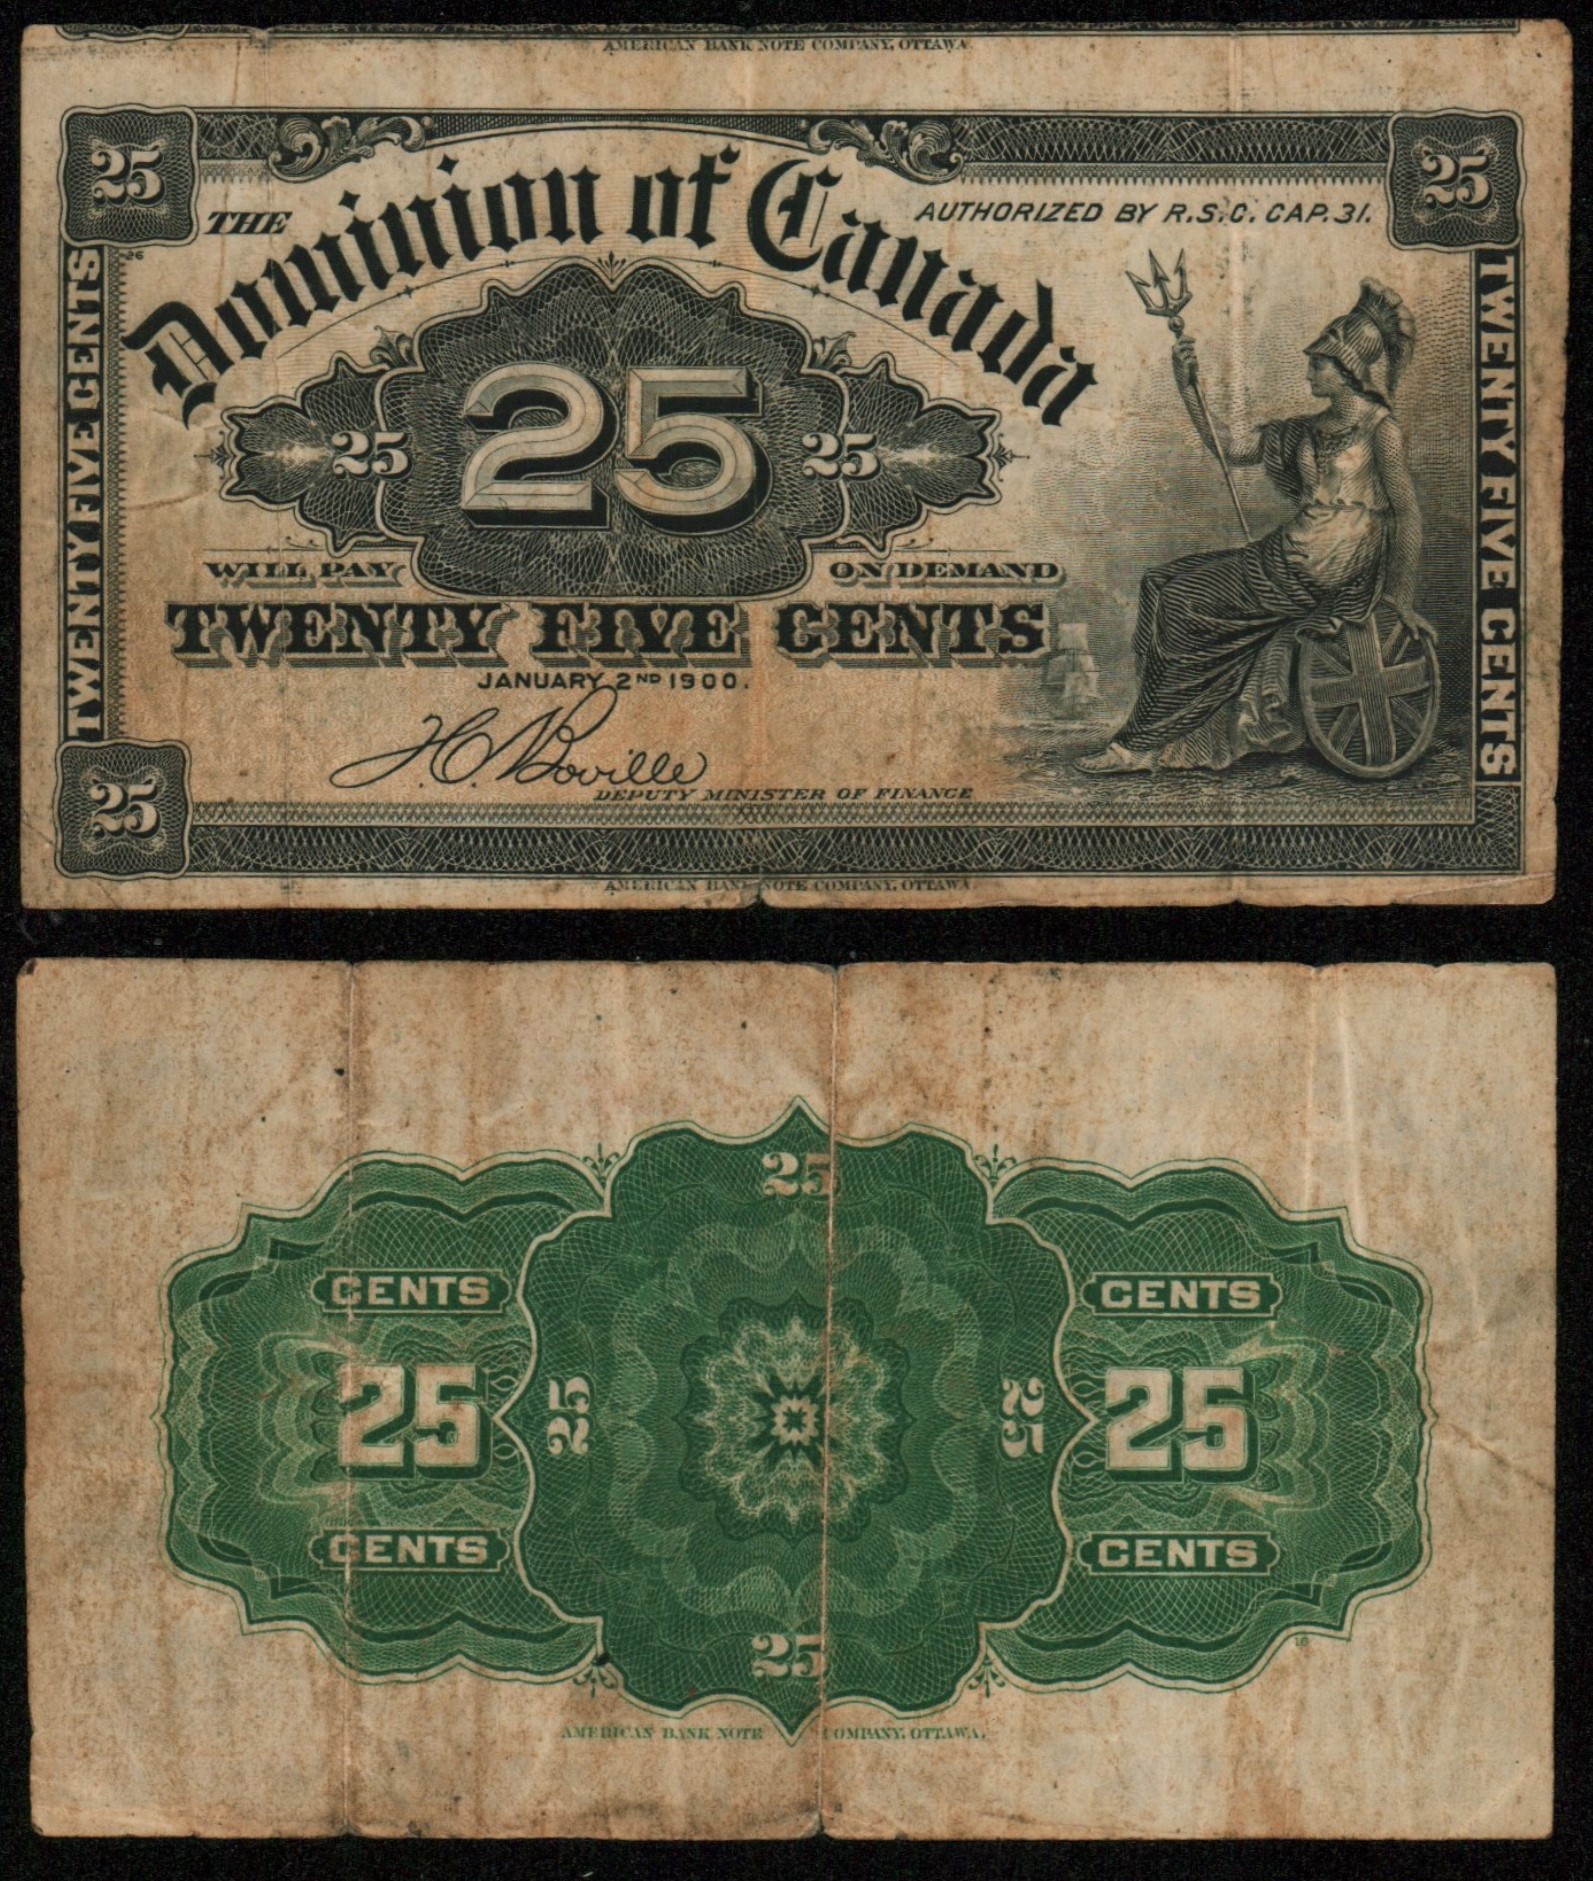 AMERICAN BANK NOTE COMPANY, OTTAWA.
25
25
THE Dominion of Canada
AUTHORIZED BY R.S.C. CAP. 31.
26
TWENTY FIVE CENTS
TWENTY FIVE CENTS
25
25
25
WILL PAY
ON DEMAND
TWENTY FIVE CENTS
JANUARY 2ND 1900.
H C Boville
DEPUTY MINISTER OF FINANCE
25
AMERICAN BANK NOTE COMPANY, OTTAWA.
25
CENTS
CENTS
25
25
25
25
CENTS
CENTS
25
AMERICAN BANK NOTE COMPANY, OTTAWA.